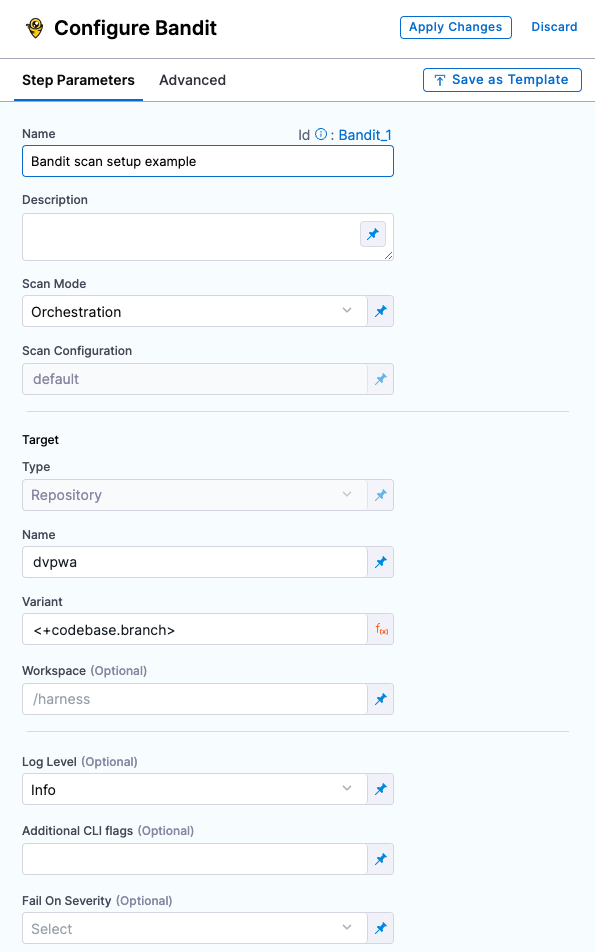 Configure Bandit
Apply Changes
Discard
Step Parameters
Advanced
Save as Template
Name
Id : Bandit_1
Bandit scan setup example
Description
Scan Mode
Orchestration
Scan Configuration
default
Target
Type
Repository
Name
dvpwa
Variant
<+codebase.branch>
f(x)
Workspace (Optional)
/harness
Log Level (Optional)
Info
Additional CLI flags (Optional)
Fail On Severity (Optional)
Select